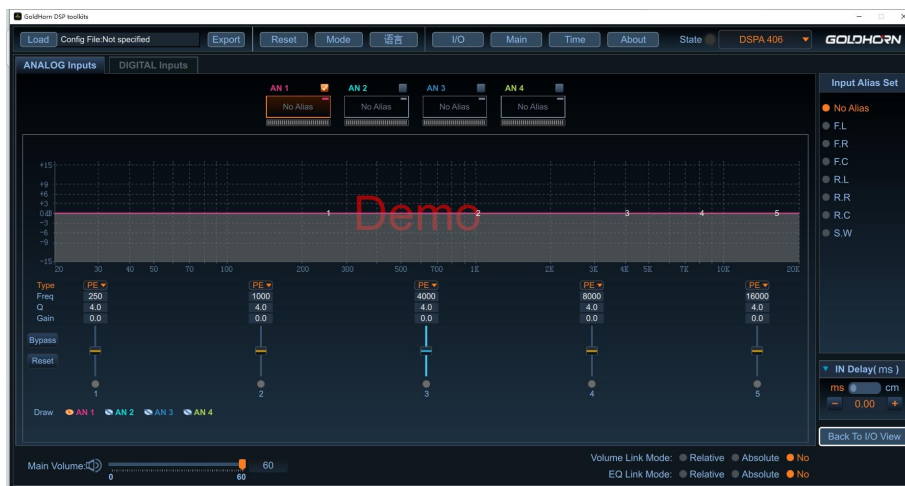 GoldHorn DSP toolkits
Load Config File:Not specified Export Reset Mode 语言 I/O Main Time About State DSPA 406 GOLDHORN
ANALOG Inputs DIGITAL Inputs
Input Alias Set
AN 1 AN 2 AN 3 AN 4
No Alias No Alias No Alias No Alias
No Alias
F.L
F.R
F.C
R.L
R.R
R.C
S.W
+15
+9
+6
+3
0dB
-3
-6
-9
-15
1 2 3 4 5
Demo
20 30 40 50 70 100 200 300 500 700 1K 2K 3K 4K 5K 7K 10K 20K
Type PE PE PE PE PE
Freq 250 1000 4000 8000 16000
Q 4.0 4.0 4.0 4.0 4.0
Gain 0.0 0.0 0.0 0.0 0.0
Bypass
Reset
1 2 3 4 5
Draw AN 1 AN 2 AN 3 AN 4
IN Delay( ms )
ms cm
− 0.00 +
Back To I/O View
Main Volume: 60
0 60
Volume Link Mode: Relative Absolute No
EQ Link Mode: Relative Absolute No